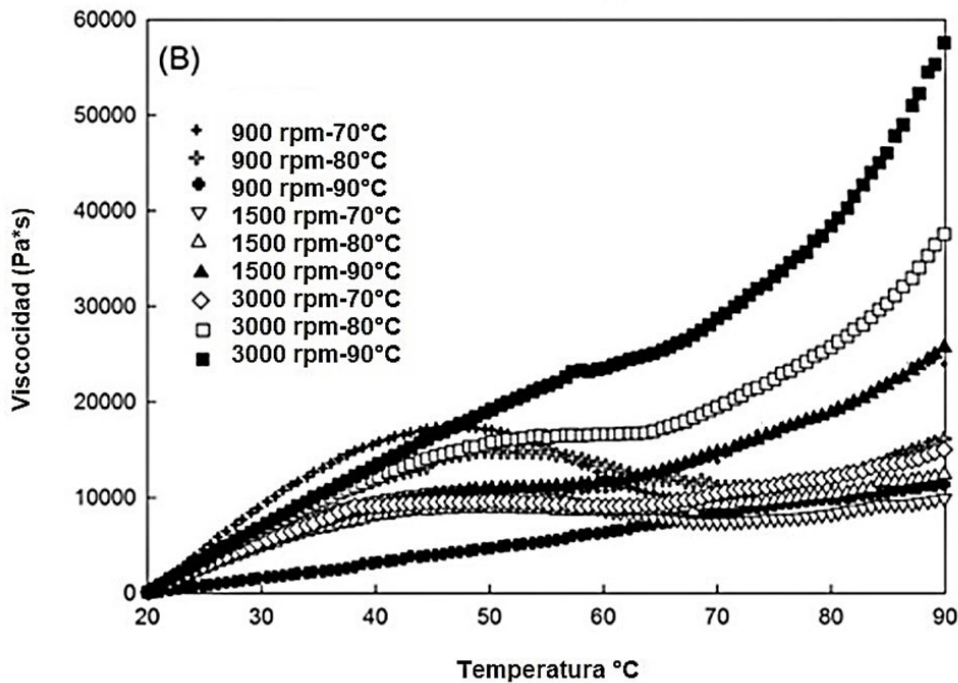 60000
(B)
50000
900 rpm-70°C
900 rpm-80°C
900 rpm-90°C
1500 rpm-70°C
1500 rpm-80°C
1500 rpm-90°C
3000 rpm-70°C
3000 rpm-80°C
3000 rpm-90°C
40000
30000
20000
10000
0
Viscocidad (Pa*s)
20 30 40 50 60 70 80 90
Temperatura °C